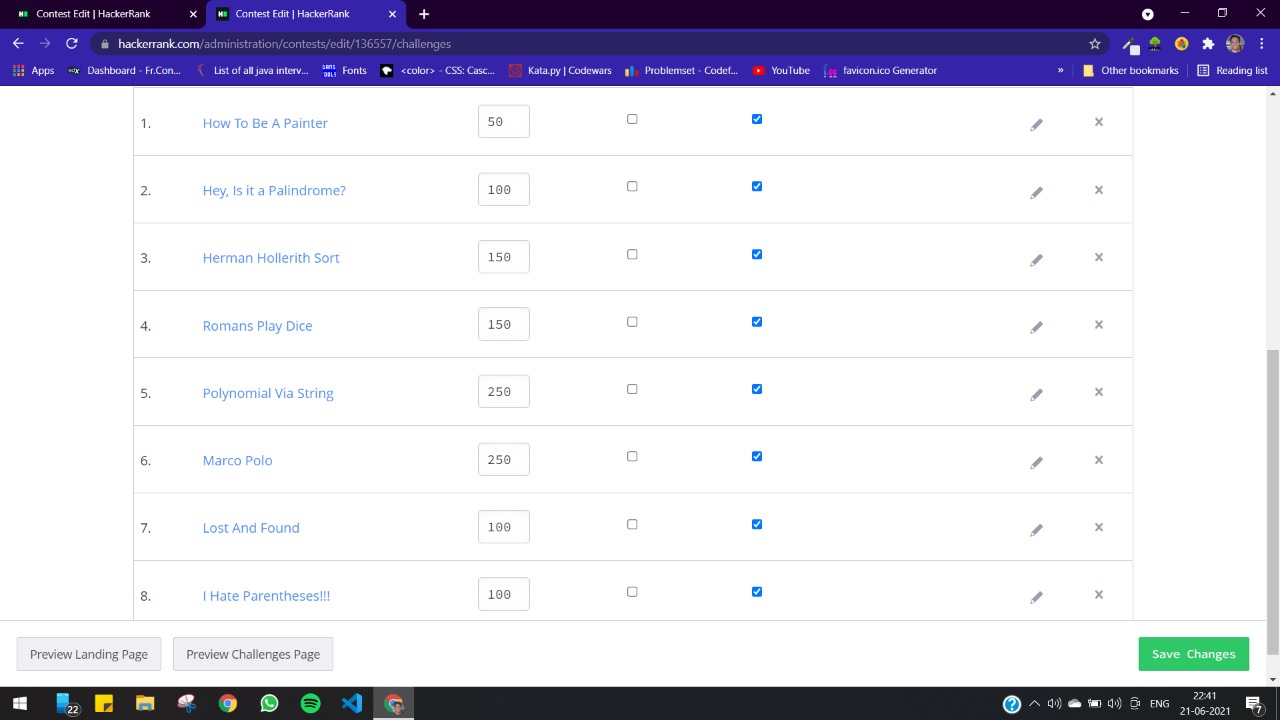 Contest Edit | HackerRank
Contest Edit | HackerRank
hackerrank.com/administration/contests/edit/136557/challenges
Apps
Dashboard - Fr.Con...
List of all java interv...
Fonts
<color> - CSS: Casc...
Kata.py | Codewars
Problemset - Codef...
YouTube
favicon.ico Generator
»
Other bookmarks
Reading list
1. How To Be A Painter 50
2. Hey, Is it a Palindrome? 100
3. Herman Hollerith Sort 150
4. Romans Play Dice 150
5. Polynomial Via String 250
6. Marco Polo 250
7. Lost And Found 100
8. I Hate Parentheses!!! 100
Preview Landing Page
Preview Challenges Page
Save Changes
22
ENG
22:41
21-06-2021
7